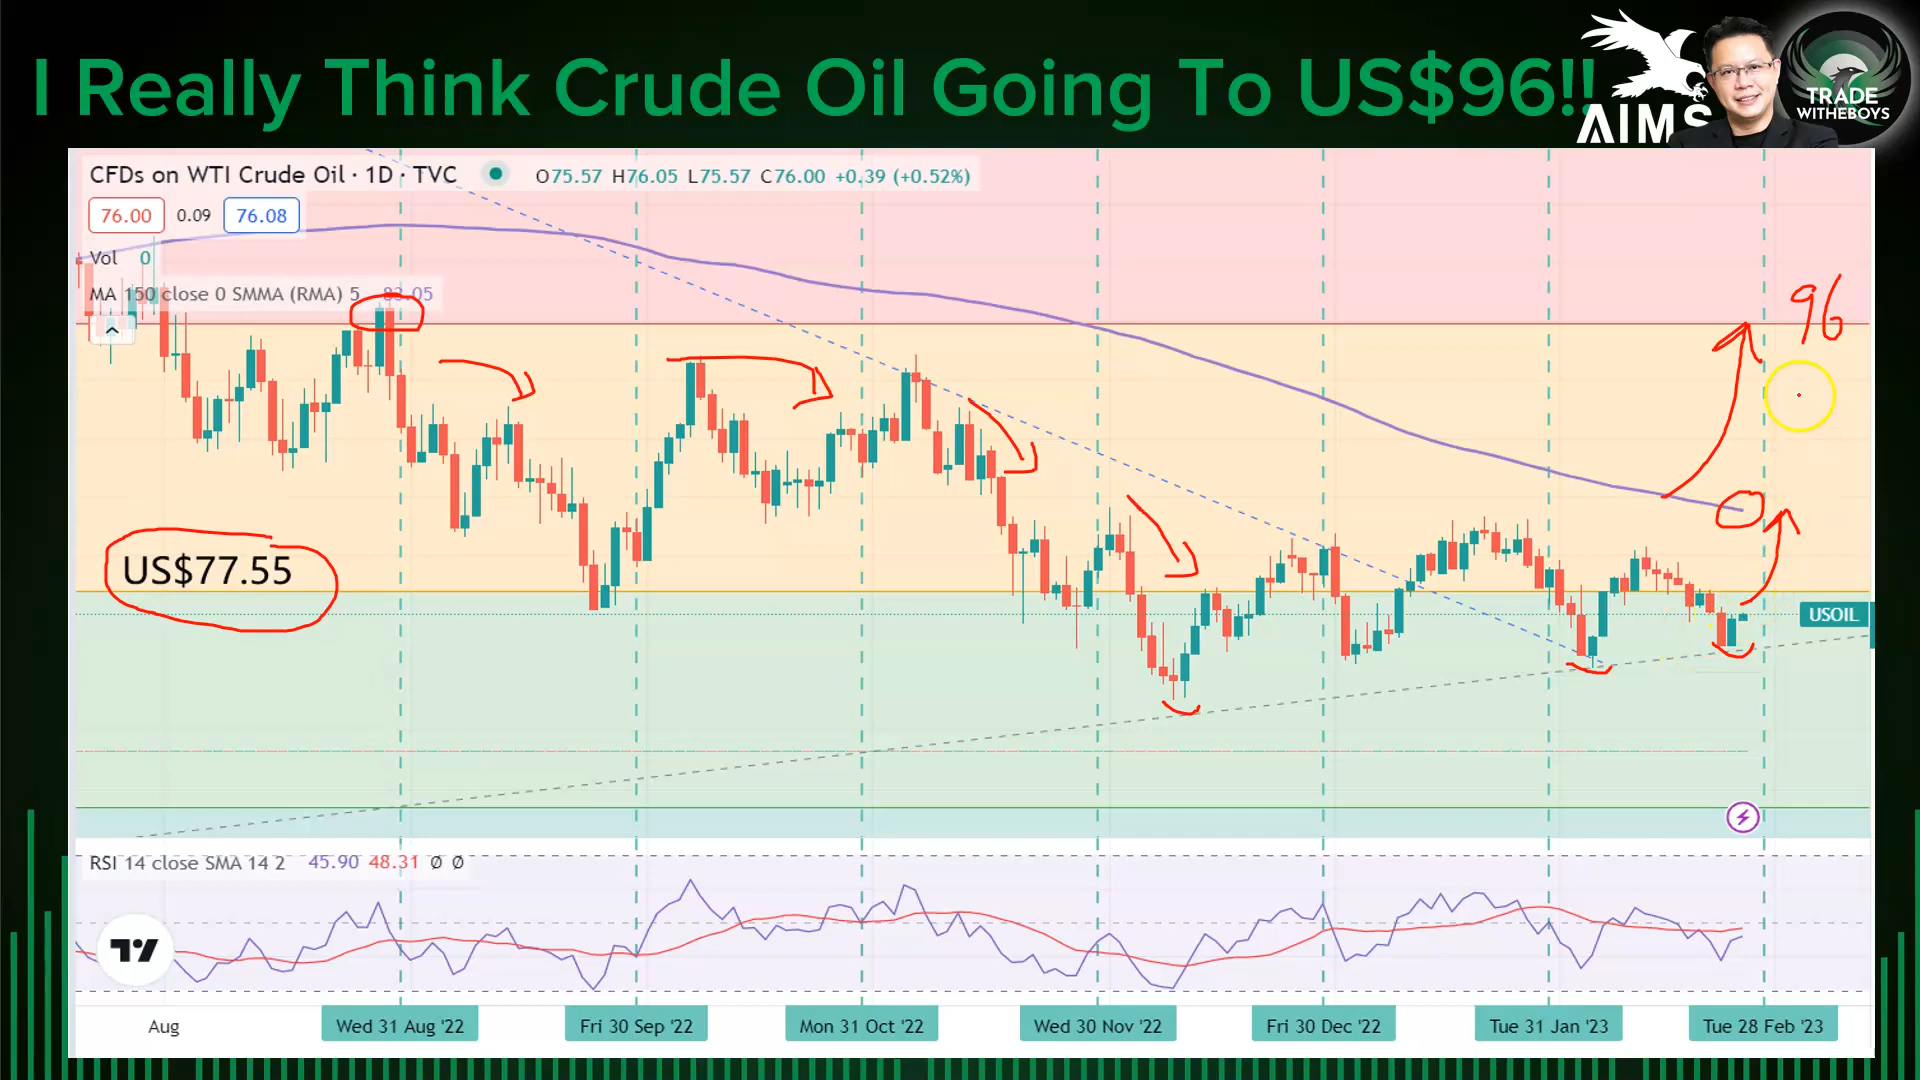 I Really Think Crude Oil Going To US$96!!
AIMS
TRADE
WITHEBOYS
CFDs on WTI Crude Oil · 1D · TVC O75.57 H76.05 L75.57 C76.00 +0.39 (+0.52%)
76.00 0.09 76.08
Vol 0
MA 150 close 0 SMMA (RMA) 5 83.05
96
US$77.55
USOIL
RSI 14 close SMA 14 2 45.90 48.31 Ø Ø
Aug Wed 31 Aug '22 Fri 30 Sep '22 Mon 31 Oct '22 Wed 30 Nov '22 Fri 30 Dec '22 Tue 31 Jan '23 Tue 28 Feb '23